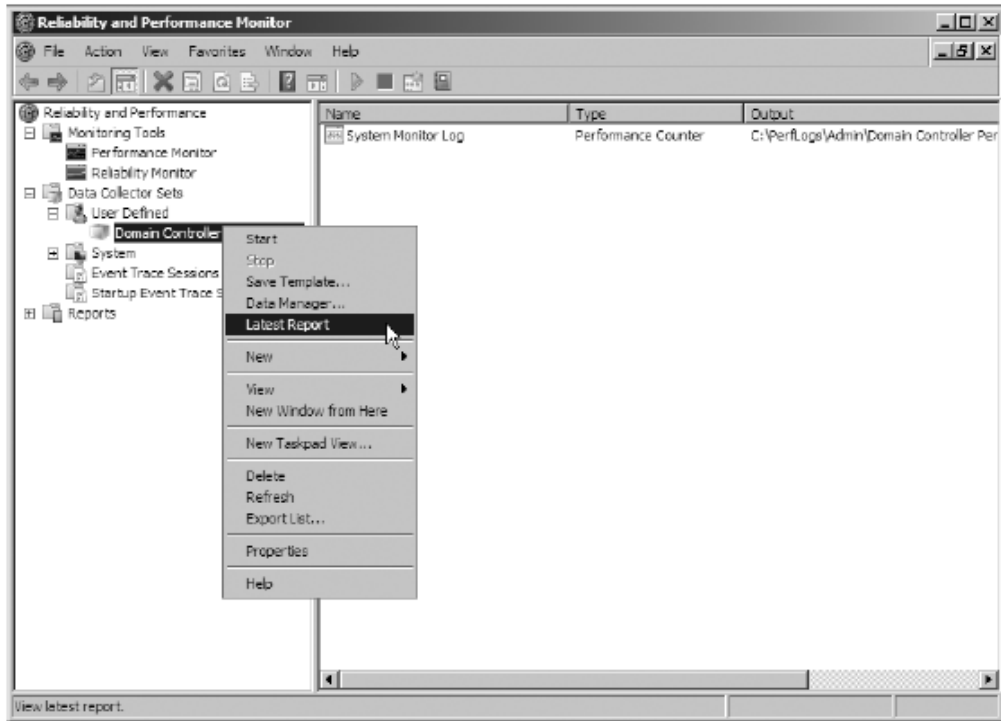 Reliability and Performance Monitor
File Action View Favorites Window Help
Reliability and Performance
Monitoring Tools
Performance Monitor
Reliability Monitor
Data Collector Sets
User Defined
Domain Controller
System
Event Trace Sessions
Startup Event Trace S
Reports
Name Type Output
System Monitor Log Performance Counter C:\PerfLogs\Admin\Domain Controller Per
Start
Stop
Save Template...
Data Manager...
Latest Report
New
View
New Window from Here
New Taskpad View...
Delete
Refresh
Export List...
Properties
Help
View latest report.